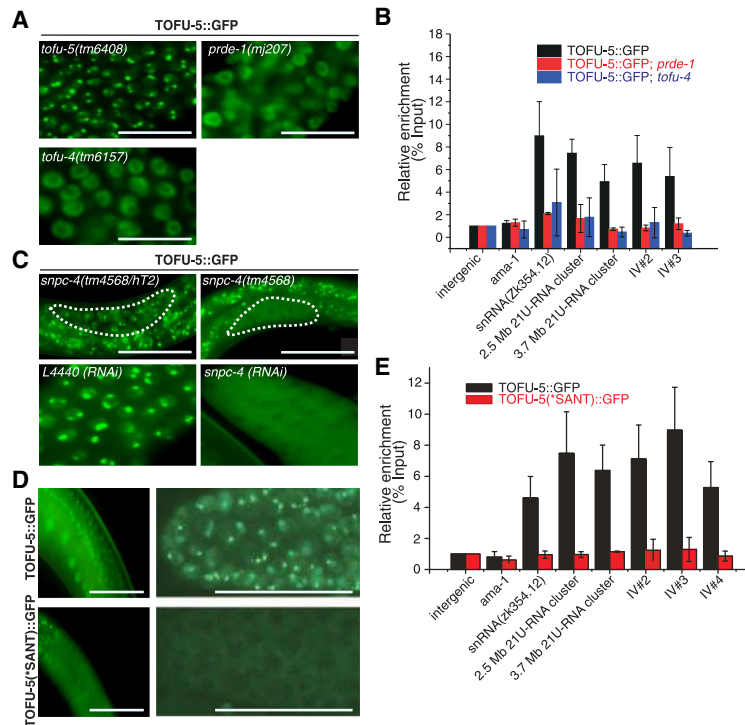 A
TOFU-5::GFP
tofu-5(tm6408)
prde-1(mj207)
tofu-4(tm6157)
B
TOFU-5::GFP
TOFU-5::GFP; prde-1
TOFU-5::GFP; tofu-4
Relative enrichment
(% Input)
18
16
14
12
10
8
6
4
2
0
intergenic
ama-1
snRNA(Zk354.12)
2.5 Mb 21U-RNA cluster
3.7 Mb 21U-RNA cluster
IV#2
IV#3
C
TOFU-5::GFP
snpc-4(tm4568/hT2)
snpc-4(tm4568)
L4440 (RNAi)
snpc-4 (RNAi)
D
TOFU-5::GFP
TOFU-5(*SANT)::GFP
E
TOFU-5::GFP
TOFU-5(*SANT)::GFP
Relative enrichment
(% Input)
12
10
8
6
4
2
0
intergenic
ama-1
snRNA(zk354.12)
2.5 Mb 21U-RNA cluster
3.7 Mb 21U-RNA cluster
IV#2
IV#3
IV#4